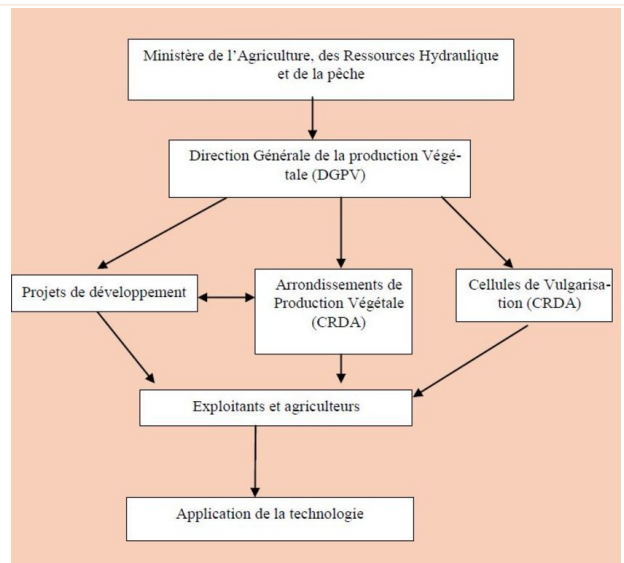 Ministère de l’Agriculture, des Ressources Hydraulique
et de la pêche
Direction Générale de la production Végé-
tale (DGPV)
Projets de développement
Arrondissements de
Production Végétale
(CRDA)
Cellules de Vulgarisa-
tion (CRDA)
Exploitants et agriculteurs
Application de la technologie